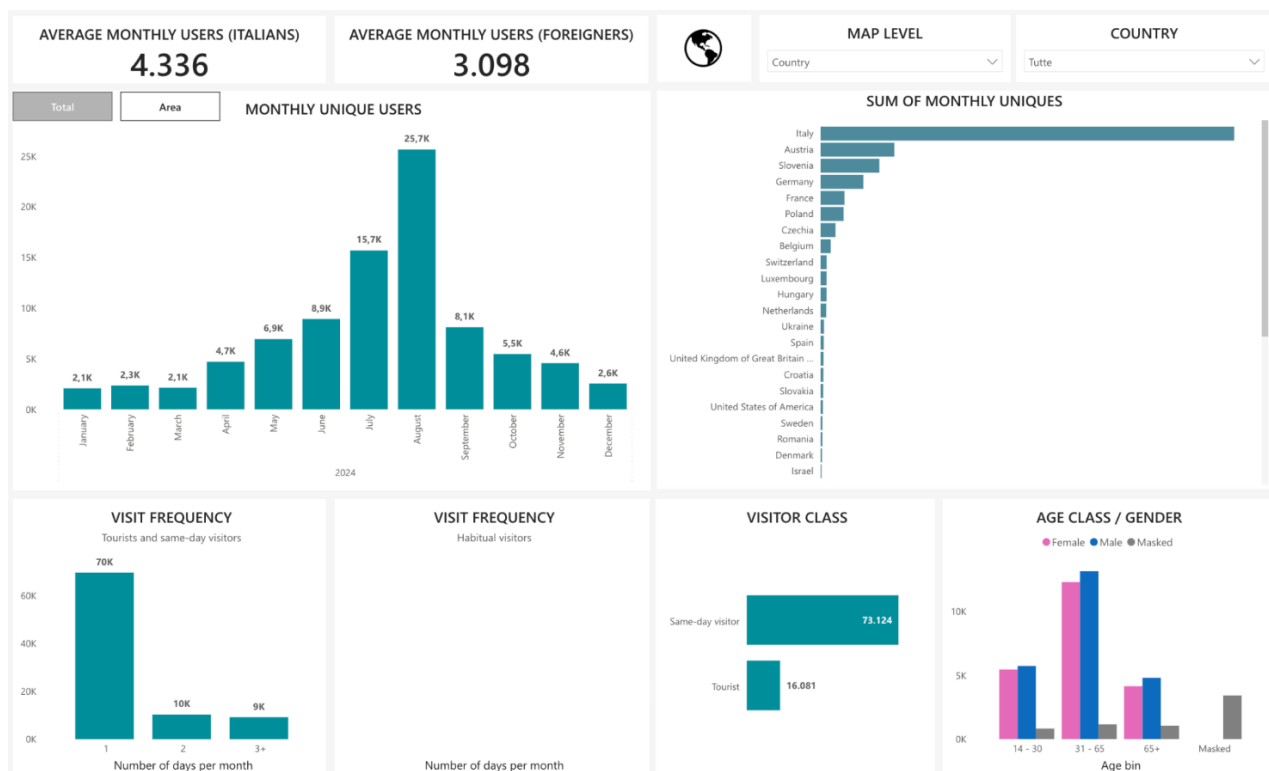 AVERAGE MONTHLY USERS (ITALIANS)
4.336
AVERAGE MONTHLY USERS (FOREIGNERS)
3.098
MAP LEVEL
Country
COUNTRY
Tutte
Total
Area
MONTHLY UNIQUE USERS
25K
20K
15K
10K
5K
0K
2,1K
2,3K
2,1K
4,7K
6,9K
8,9K
15,7K
25,7K
8,1K
5,5K
4,6K
2,6K
January
February
March
April
May
June
July
August
September
October
November
December
2024
SUM OF MONTHLY UNIQUES
Italy
Austria
Slovenia
Germany
France
Poland
Czechia
Belgium
Switzerland
Luxembourg
Hungary
Netherlands
Ukraine
Spain
United Kingdom of Great Britain ...
Croatia
Slovakia
United States of America
Sweden
Romania
Denmark
Israel
VISIT FREQUENCY
Tourists and same-day visitors
60K
40K
20K
0K
70K
10K
9K
1
2
3+
Number of days per month
VISIT FREQUENCY
Habitual visitors
Number of days per month
VISITOR CLASS
Same-day visitor
73.124
Tourist
16.081
AGE CLASS / GENDER
Female Male Masked
10K
5K
0K
14 - 30
31 - 65
65+
Masked
Age bin